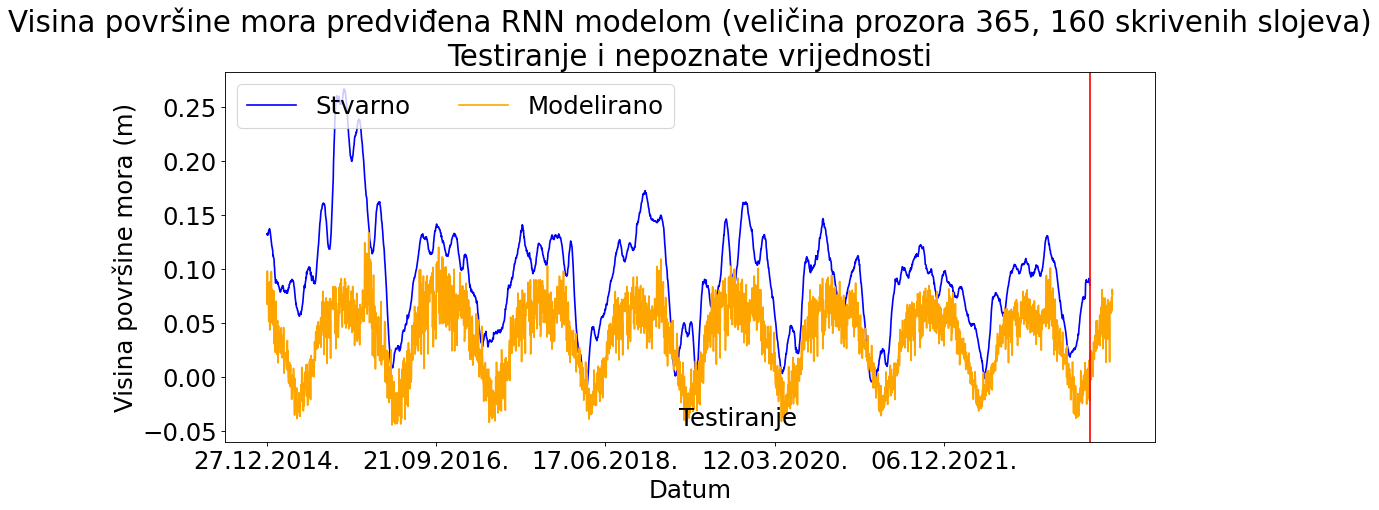 Visina površine mora predviđena RNN modelom (veličina prozora 365, 160 skrivenih slojeva)
Testiranje i nepoznate vrijednosti
Stvarno
Modelirano
Visina površine mora (m)
0.25
0.20
0.15
0.10
0.05
0.00
−0.05
Testiranje
27.12.2014.
21.09.2016.
17.06.2018.
12.03.2020.
06.12.2021.
Datum